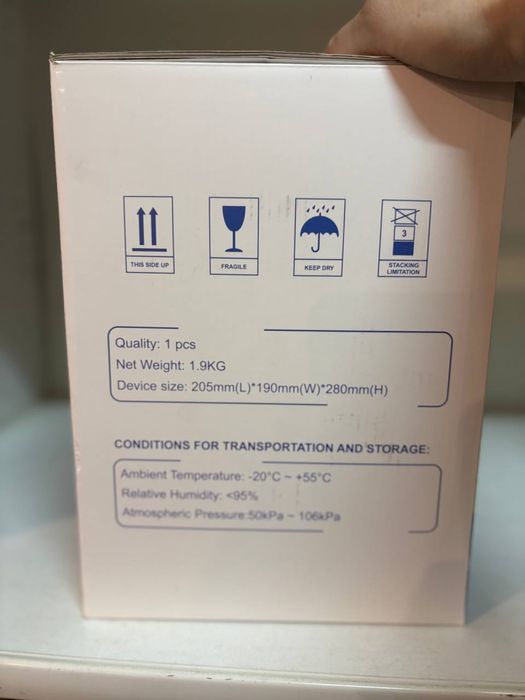 THIS SIDE UP
FRAGILE
KEEP DRY
3
STACKING
LIMITATION
Quality: 1 pcs
Net Weight: 1.9KG
Device size: 205mm(L)*190mm(W)*280mm(H)
CONDITIONS FOR TRANSPORTATION AND STORAGE:
Ambient Temperature: -20°C ~ +55°C
Relative Humidity: <95%
Atmospheric Pressure:50kPa ~ 106kPa